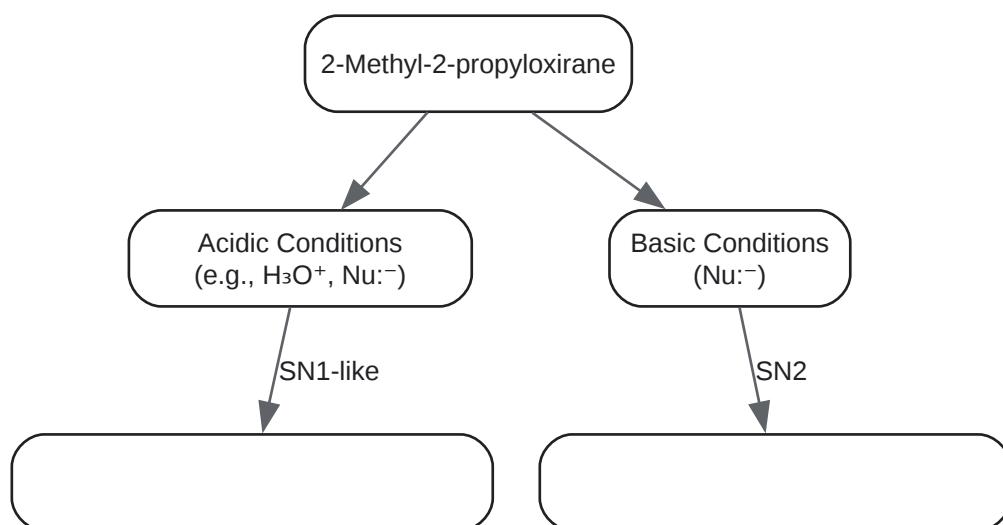 2-Methyl-2-propyloxirane
Acidic Conditions
(e.g., H₃O⁺, Nu:⁻)
Basic Conditions
(Nu:⁻)
SN1-like
SN2